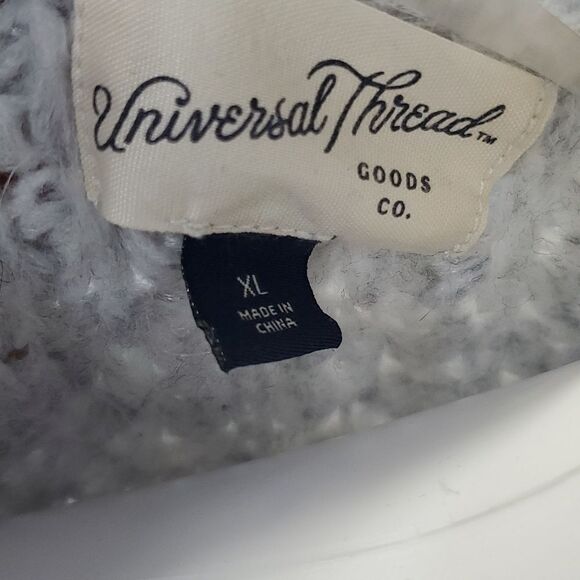 Universal Thread™
GOODS
CO.
XL
MADE IN
CHINA